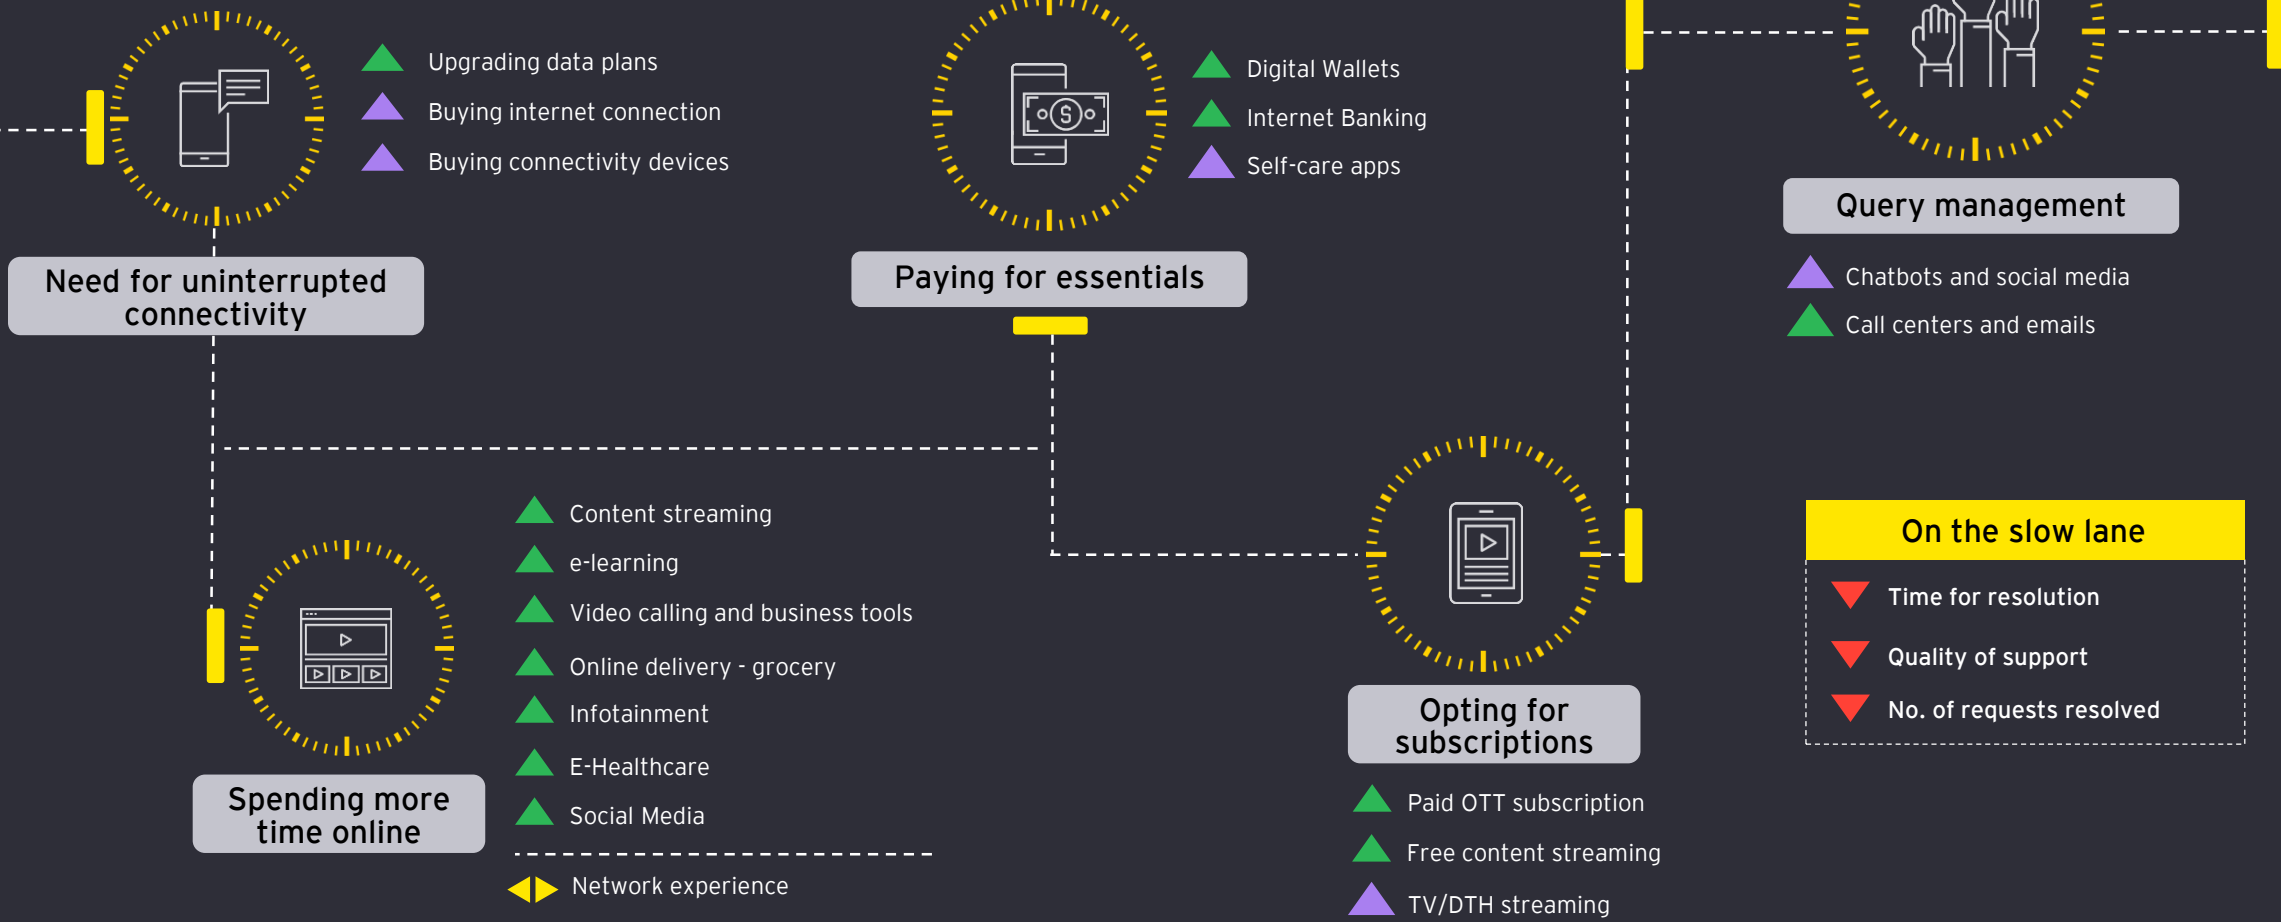 Upgrading data plans
Buying internet connection
Buying connectivity devices
Need for uninterrupted
connectivity
Digital Wallets
Internet Banking
Self-care apps
$
Paying for essentials
Query management
Chatbots and social media
Call centers and emails
Content streaming
e-learning
Video calling and business tools
Online delivery - grocery
Infotainment
E-Healthcare
Social Media
Network experience
Spending more
time online
Opting for
subscriptions
Paid OTT subscription
Free content streaming
TV/DTH streaming
On the slow lane
Time for resolution
Quality of support
No. of requests resolved